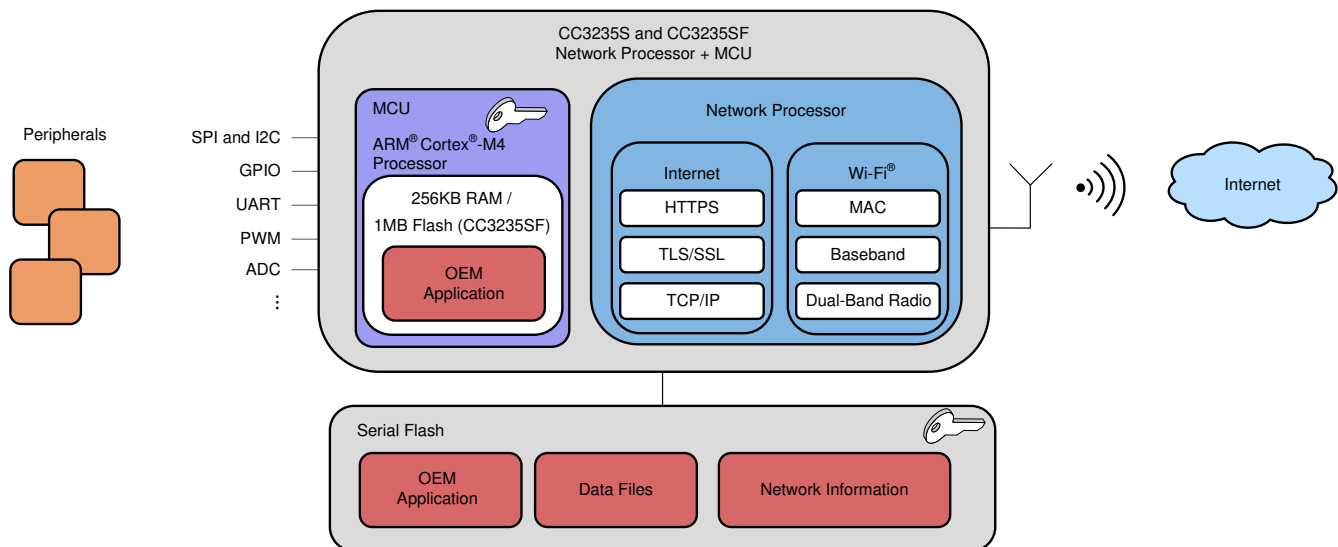 CC3235S and CC3235SF
Network Processor + MCU
Peripherals
SPI and I2C
GPIO
UART
PWM
ADC
⋮
MCU
ARM® Cortex®-M4
Processor
256KB RAM /
1MB Flash (CC3235SF)
OEM
Application
Network Processor
Internet
HTTPS
TLS/SSL
TCP/IP
Wi-Fi®
MAC
Baseband
Dual-Band Radio
Internet
Serial Flash
OEM
Application
Data Files
Network Information